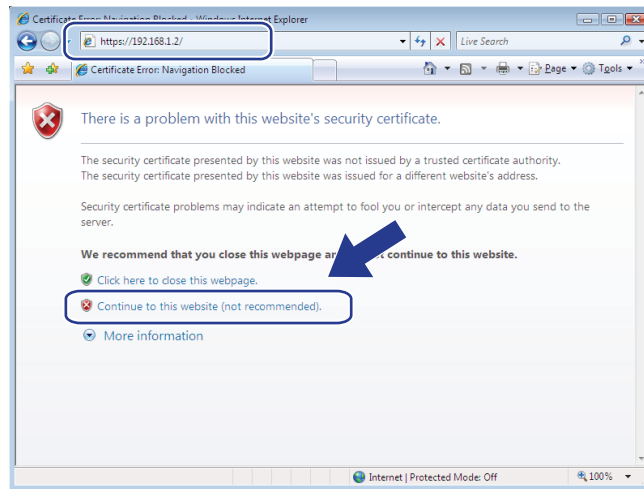 Certificate Error: Navigation Blocked - Windows Internet Explorer
https://192.168.1.2/
Live Search
Certificate Error: Navigation Blocked
Page
Tools
There is a problem with this website's security certificate.
The security certificate presented by this website was not issued by a trusted certificate authority.
The security certificate presented by this website was issued for a different website's address.
Security certificate problems may indicate an attempt to fool you or intercept any data you send to the
server.
We recommend that you close this webpage continue to this website.
Click here to close this webpage.
Continue to this website (not recommended).
More information
Internet | Protected Mode: Off
100%